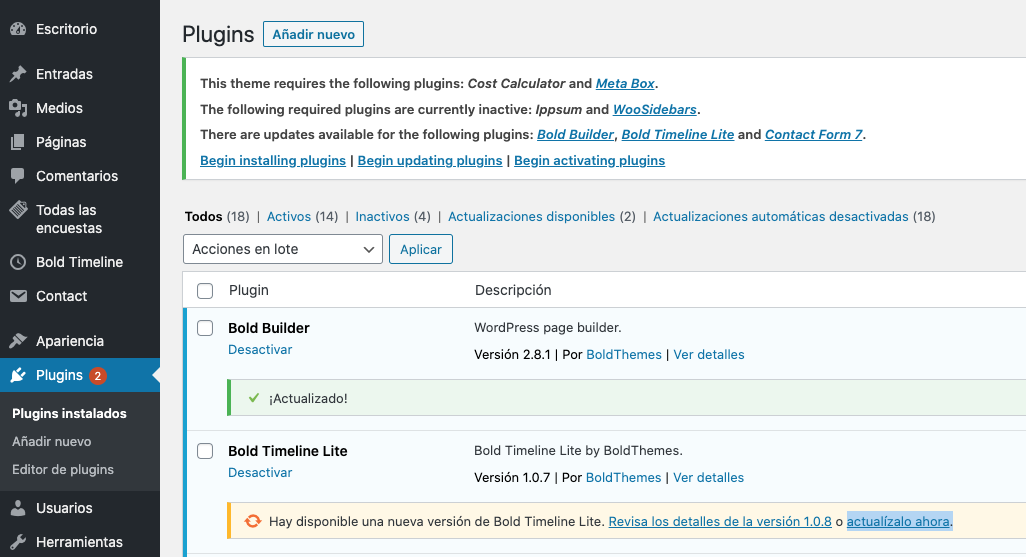 Escritorio
Entradas
Medios
Páginas
Comentarios
Todas las
encuestas
Bold Timeline
Contact
Apariencia
Plugins 2
Plugins instalados
Añadir nuevo
Editor de plugins
Usuarios
Herramientas
Plugins Añadir nuevo
This theme requires the following plugins: Cost Calculator and Meta Box.
The following required plugins are currently inactive: Ippsum and WooSidebars.
There are updates available for the following plugins: Bold Builder, Bold Timeline Lite and Contact Form 7.
Begin installing plugins | Begin updating plugins | Begin activating plugins
Todos (18) | Activos (14) | Inactivos (4) | Actualizaciones disponibles (2) | Actualizaciones automáticas desactivadas (18)
Acciones en lote Aplicar
Plugin Descripción
Bold Builder WordPress page builder.
Desactivar Versión 2.8.1 | Por BoldThemes | Ver detalles
¡Actualizado!
Bold Timeline Lite Bold Timeline Lite by BoldThemes.
Desactivar Versión 1.0.7 | Por BoldThemes | Ver detalles
Hay disponible una nueva versión de Bold Timeline Lite. Revisa los detalles de la versión 1.0.8 o actualízalo ahora.